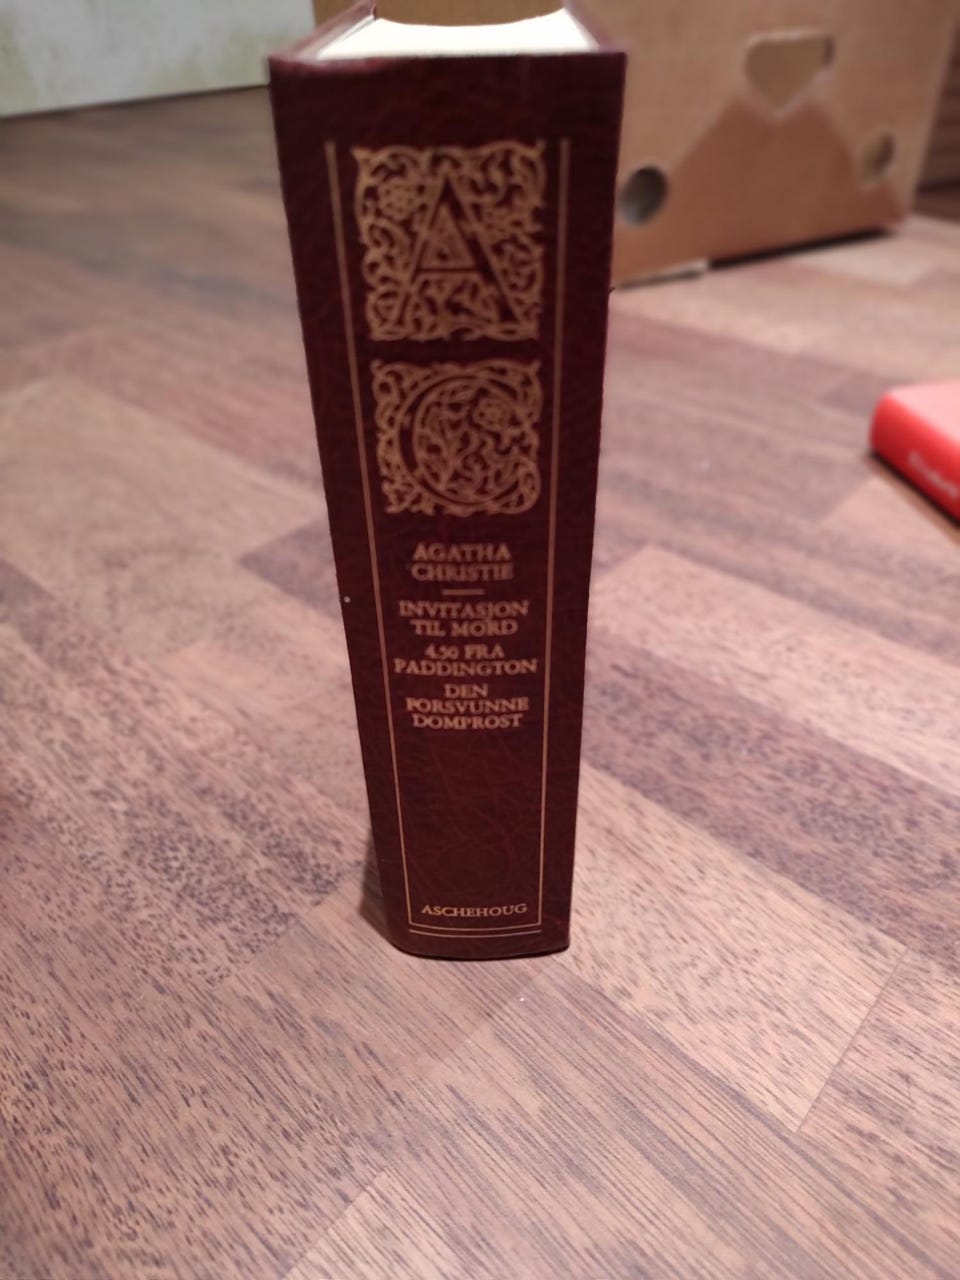 A
C
AGATHA
CHRISTIE
INVITASJON
TIL MORD
4.50 FRA
PADDINGTON
DEN
FORSVUNNE
DOMPROST
ASCHEHOUG